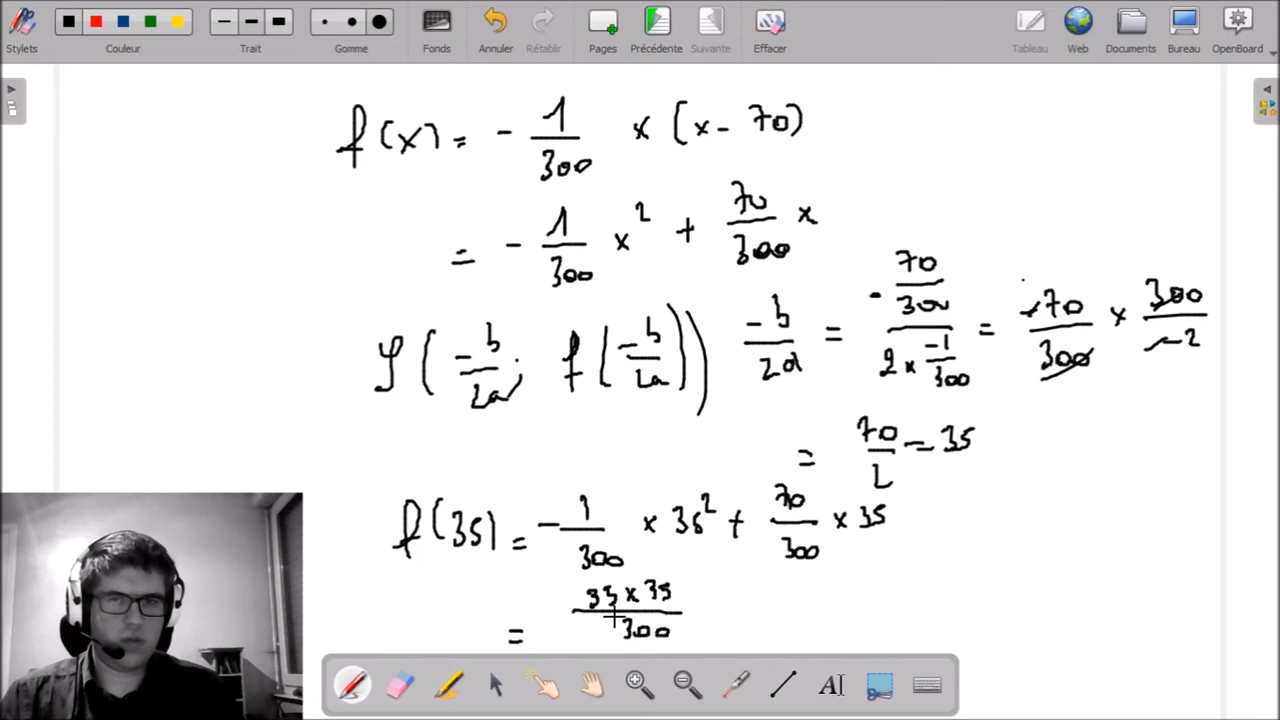 Stylets Couleur Trait Gomme Fonds Annuler Rétablir Pages Précédente Suivante Effacer Tableau Web Documents Bureau OpenBoard
f(x) = - 1/300 x (x - 70)
= - 1/300 x² + 70/300 x
S( -b/2a ; f( -b/2a )) -b/2a = - 70/300 / 2 × -1/300 = -70/300 × 300/-2
= 70/2 = 35
f(35) = - 1/300 × 35² + 70/300 × 35
= 35 × 35/300
AI